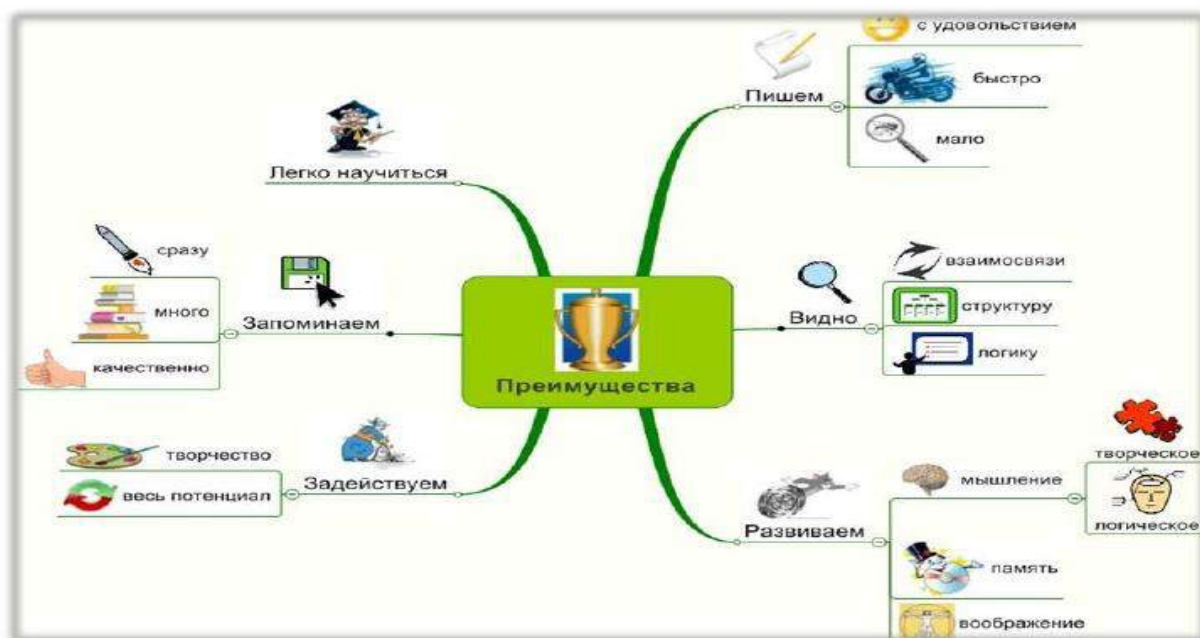 с удовольствием
быстро
Пишем
мало
Легко научиться
сразу
много
Запоминаем
качественно
взаимосвязи
Видно
структуру
логику
Преимущества
творчество
Задействуем
весь потенциал
творческое
мышление
логическое
Развиваем
память
воображение